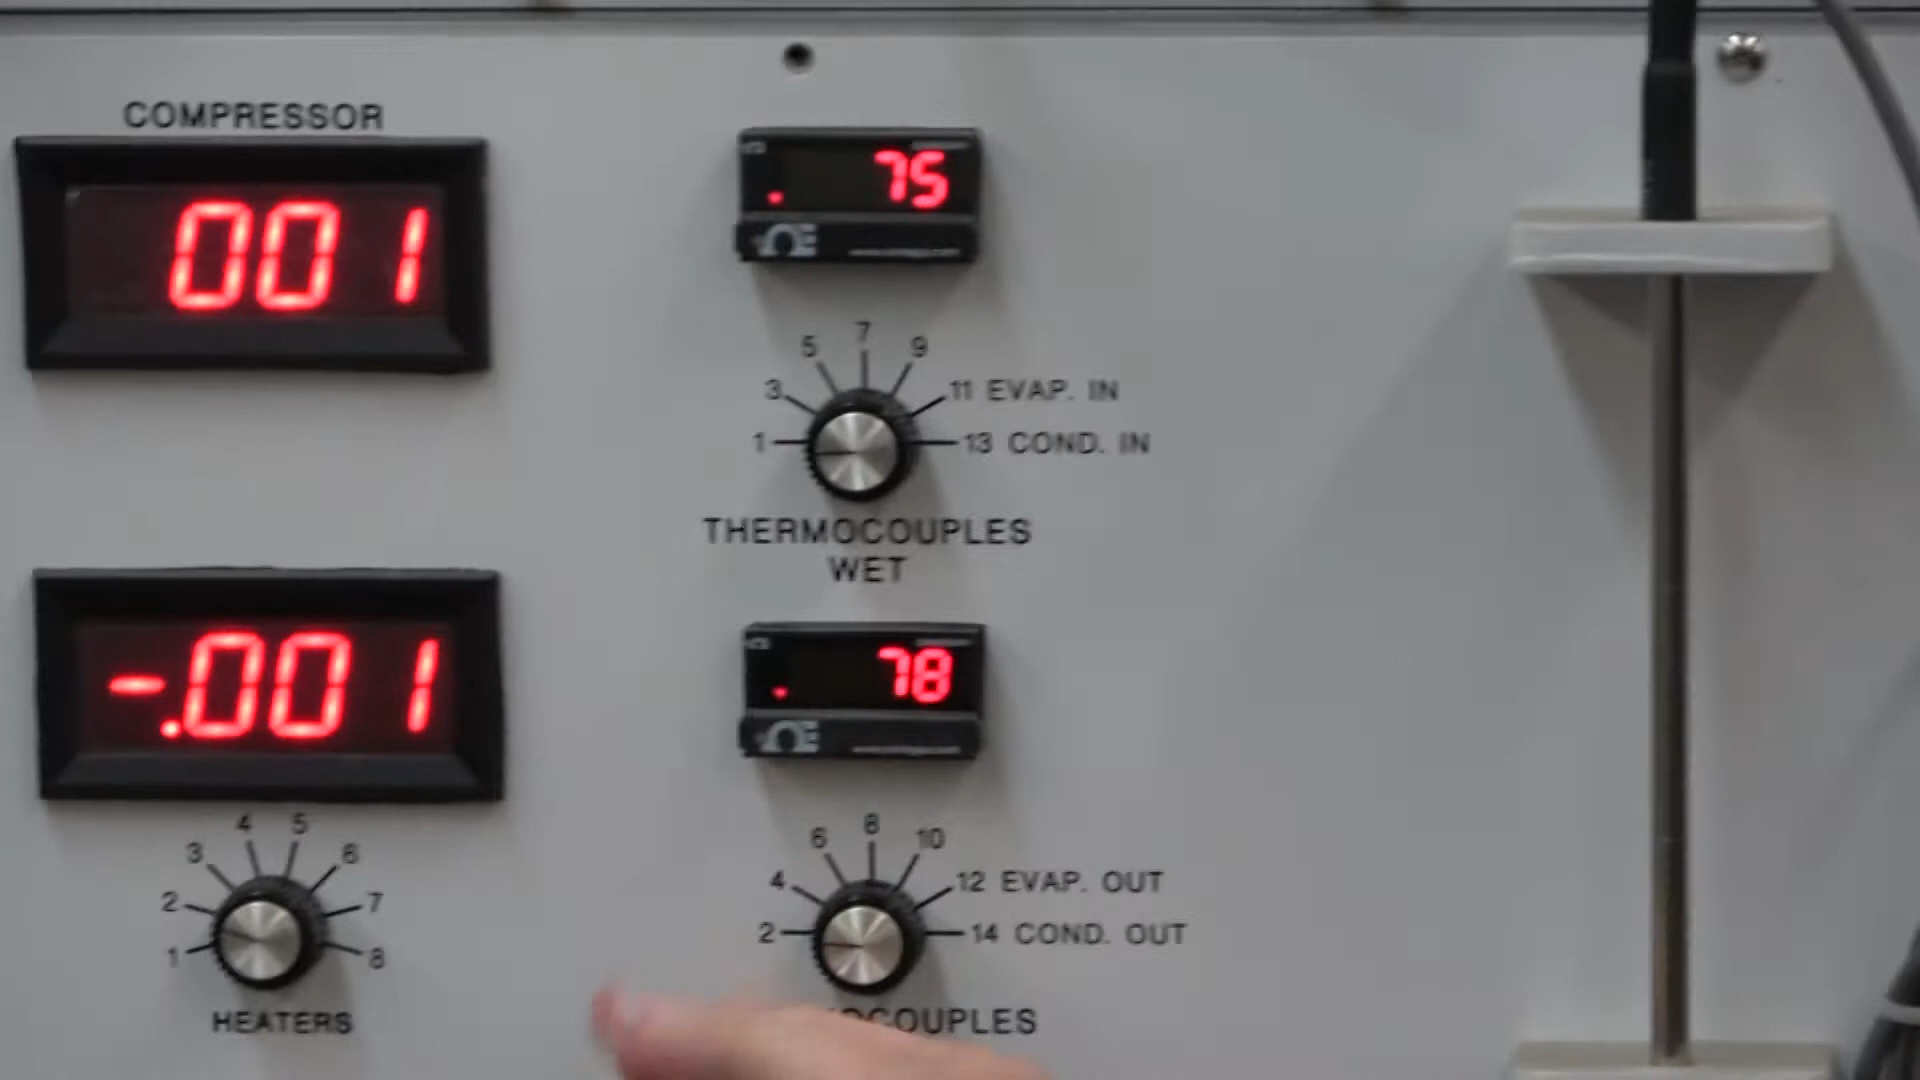 COMPRESSOR
001
75
7
5 9
3 11 EVAP. IN
1 13 COND. IN
THERMOCOUPLES
WET
-.001
78
4 5
3 6
2 7
1 8
HEATERS
8
6 10
4 12 EVAP. OUT
2 14 COND. OUT